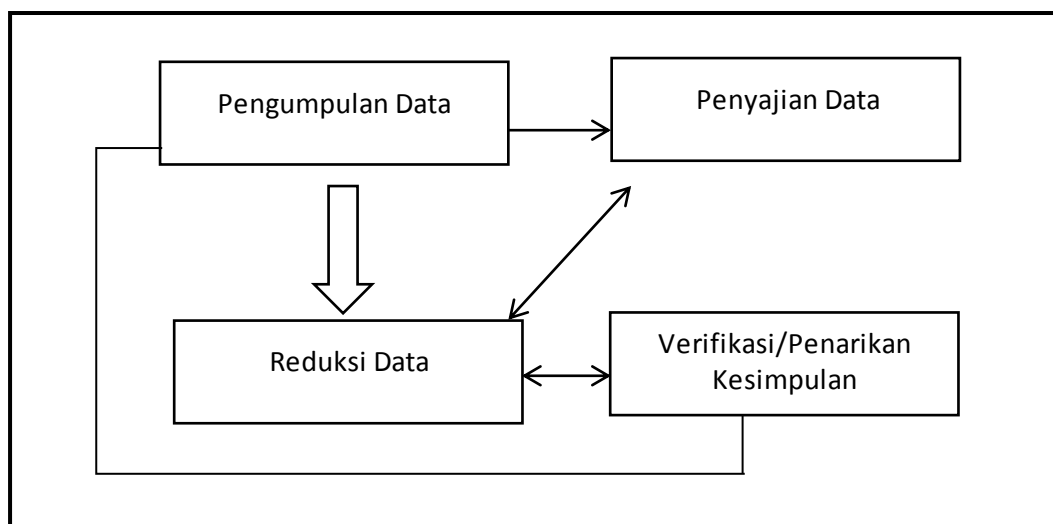 Pengumpulan Data
Penyajian Data
Reduksi Data
Verifikasi/Penarikan
Kesimpulan